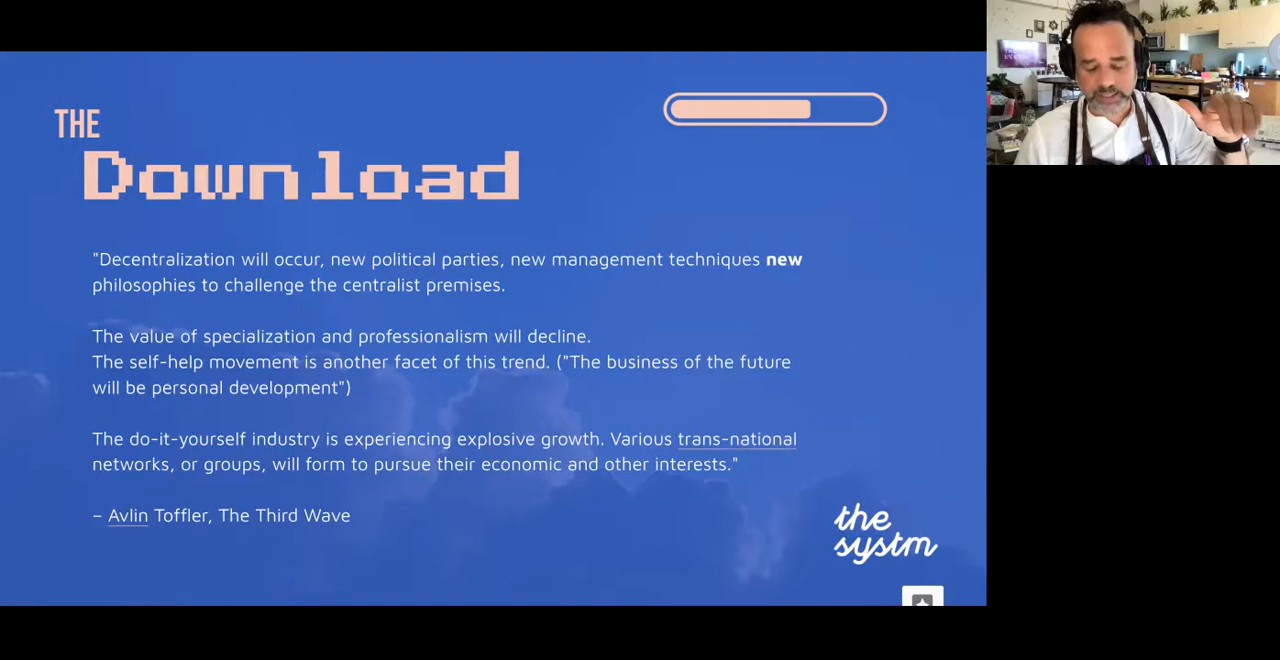 THE
Download
"Decentralization will occur, new political parties, new management techniques new
philosophies to challenge the centralist premises.
The value of specialization and professionalism will decline.
The self-help movement is another facet of this trend. ("The business of the future
will be personal development")
The do-it-yourself industry is experiencing explosive growth. Various trans-national
networks, or groups, will form to pursue their economic and other interests."
– Avlin Toffler, The Third Wave
the
systm